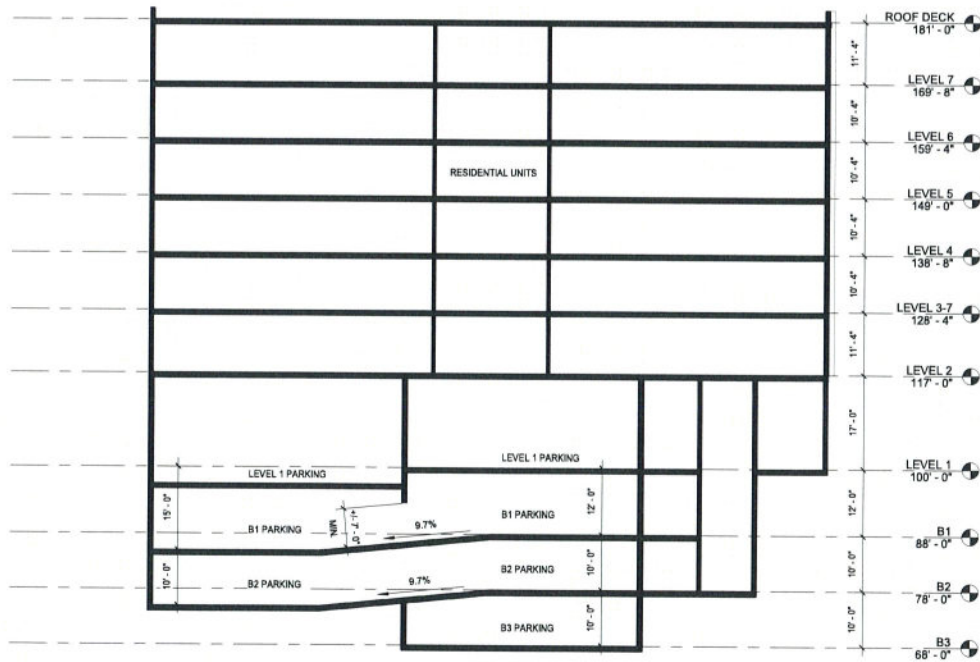 ROOF DECK
181' - 0"
11' - 4"
LEVEL 7
169' - 8"
10' - 4"
LEVEL 6
159' - 4"
RESIDENTIAL UNITS
10' - 4"
LEVEL 5
149' - 0"
10' - 4"
LEVEL 4
138' - 8"
10' - 4"
LEVEL 3-7
128' - 4"
11' - 4"
LEVEL 2
117' - 0"
17' - 0"
LEVEL 1 PARKING
LEVEL 1 PARKING
LEVEL 1
100' - 0"
15' - 0"
B1 PARKING
MIN.
+/- 7' - 0"
9.7%
B1 PARKING
12' - 0"
12' - 0"
B1
88' - 0"
10' - 0"
B2 PARKING
9.7%
B2 PARKING
10' - 0"
10' - 0"
B2
78' - 0"
B3 PARKING
10' - 0"
10' - 0"
B3
68' - 0"